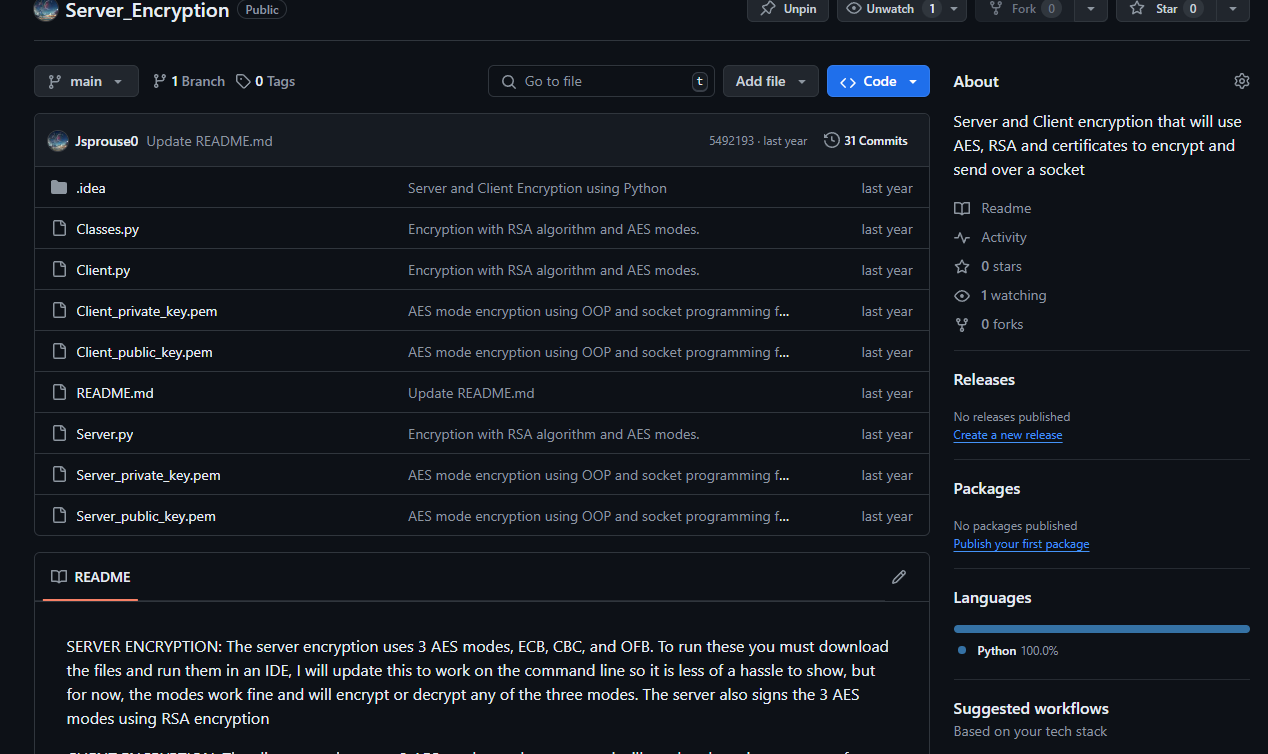 Server_Encryption Public
Unpin Unwatch 1 Fork 0 Star 0
main 1 Branch 0 Tags Go to file t Add file Code
Jsprouse0 Update README.md 5492193 · last year 31 Commits
.idea Server and Client Encryption using Python last year
Classes.py Encryption with RSA algorithm and AES modes. last year
Client.py Encryption with RSA algorithm and AES modes. last year
Client_private_key.pem AES mode encryption using OOP and socket programming f... last year
Client_public_key.pem AES mode encryption using OOP and socket programming f... last year
README.md Update README.md last year
Server.py Encryption with RSA algorithm and AES modes. last year
Server_private_key.pem AES mode encryption using OOP and socket programming f... last year
Server_public_key.pem AES mode encryption using OOP and socket programming f... last year
README
SERVER ENCRYPTION: The server encryption uses 3 AES modes, ECB, CBC, and OFB. To run these you must download
the files and run them in an IDE, I will update this to work on the command line so it is less of a hassle to show, but
for now, the modes work fine and will encrypt or decrypt any of the three modes. The server also signs the 3 AES
modes using RSA encryption
About
Server and Client encryption that will use
AES, RSA and certificates to encrypt and
send over a socket
Readme
Activity
0 stars
1 watching
0 forks
Releases
No releases published
Create a new release
Packages
No packages published
Publish your first package
Languages
Python 100.0%
Suggested workflows
Based on your tech stack